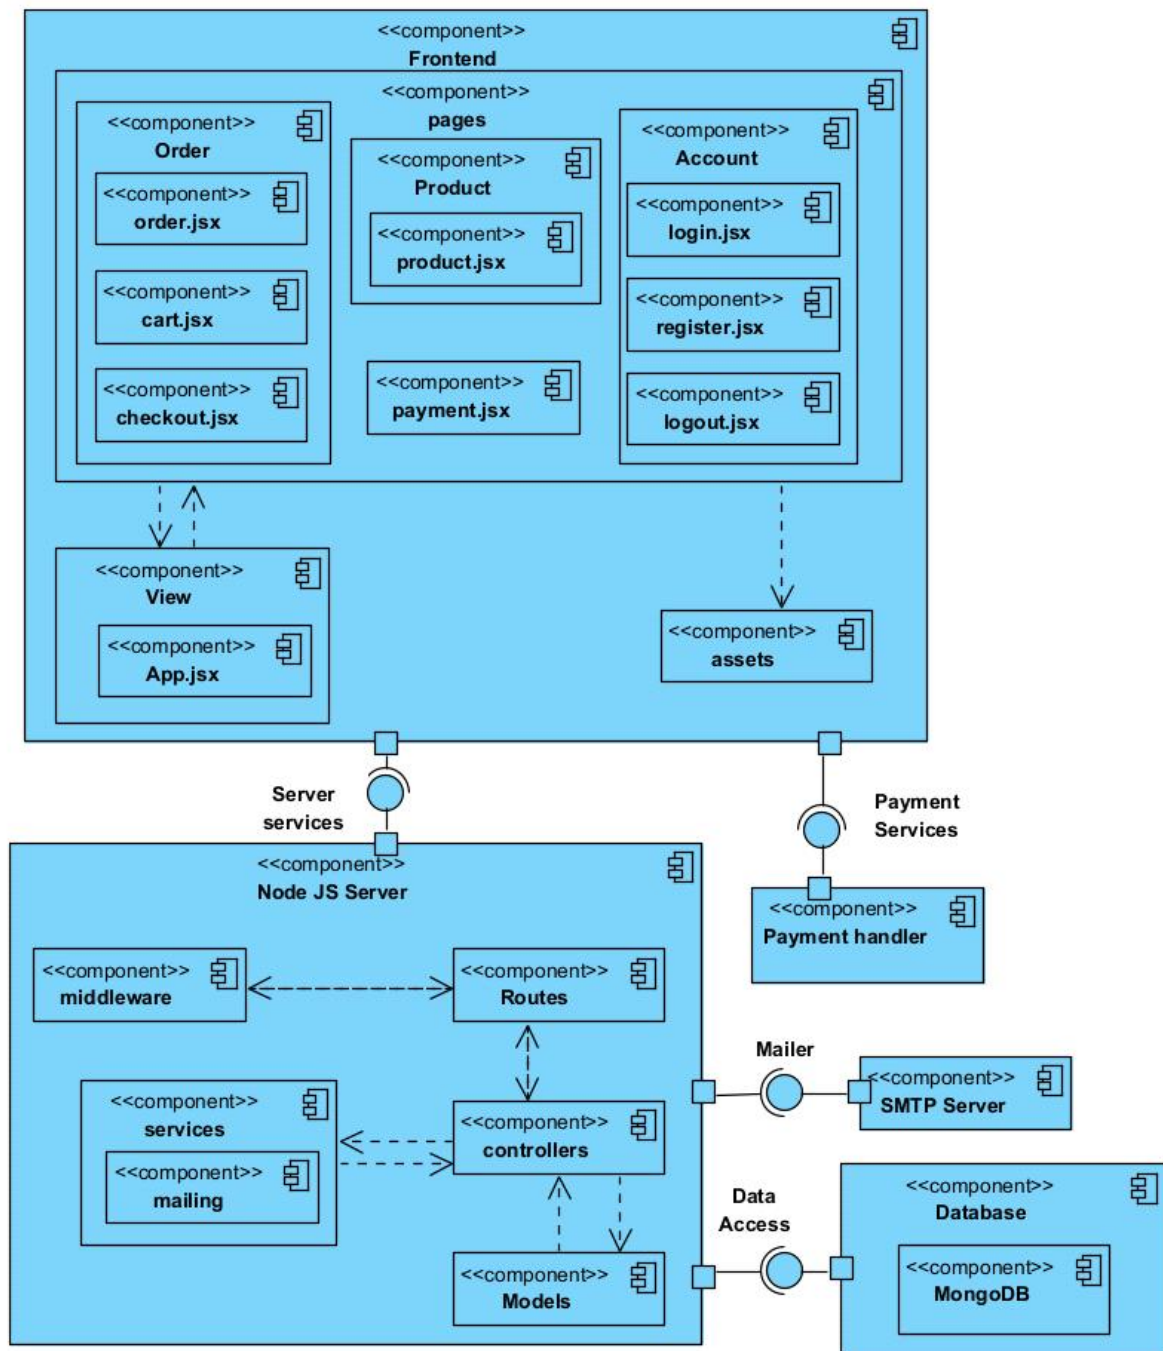 <<component>>
Frontend
<<component>>
pages
<<component>>
Order
<<component>>
order.jsx
<<component>>
cart.jsx
<<component>>
checkout.jsx
<<component>>
Product
<<component>>
product.jsx
<<component>>
payment.jsx
<<component>>
Account
<<component>>
login.jsx
<<component>>
register.jsx
<<component>>
logout.jsx
<<component>>
View
<<component>>
App.jsx
<<component>>
assets
Server
services
Payment
Services
<<component>>
Node JS Server
<<component>>
Payment handler
<<component>>
middleware
<<component>>
Routes
<<component>>
services
<<component>>
mailing
<<component>>
controllers
<<component>>
Models
Mailer
<<component>>
SMTP Server
Data
Access
<<component>>
Database
<<component>>
MongoDB